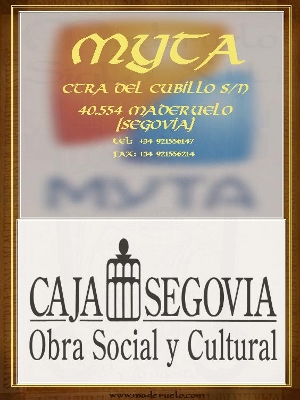 MYTA
CTRA DEL CUBILLO S/N
40.554 MADERUELO
[SEGOVIA]
TEL: +34 921556147
FAX: +34 921556214
MYTA
CAJA SEGOVIA
Obra Social y Cultural
www.maderuelo.com